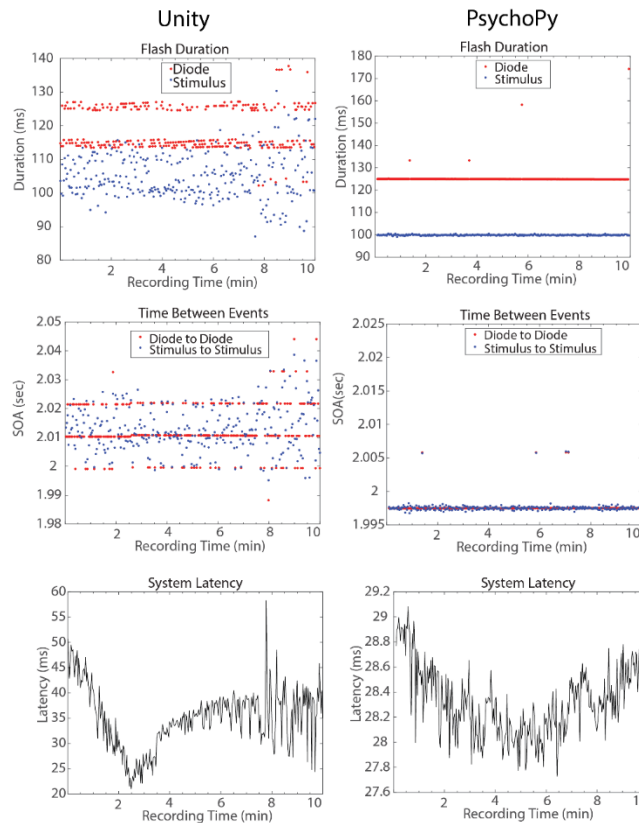 Unity
PsychoPy
Flash Duration
140
130
120
110
100
90
80
Duration (ms)
Diode
Stimulus
2
4
6
8
10
Recording Time (min)
Flash Duration
180
170
160
150
140
130
120
110
100
90
Duration (ms)
Diode
Stimulus
2
4
6
8
10
Recording Time (min)
Time Between Events
2.05
2.04
2.03
2.02
2.01
2
1.99
1.98
SOA(sec)
Diode to Diode
Stimulus to Stimulus
2
4
6
8
10
Recording Time (min)
Time Between Events
2.025
2.02
2.015
2.01
2.005
2
1.995
SOA(sec)
Diode to Diode
Stimulus to Stimulus
2
4
6
8
10
Recording Time (min)
System Latency
60
55
50
45
40
35
30
25
20
Latency (ms)
2
4
6
8
10
Recording Time (min)
System Latency
29.2
29
28.8
28.6
28.4
28.2
28
27.8
27.6
Latency (ms)
2
4
6
8
10
Recording Time (min)